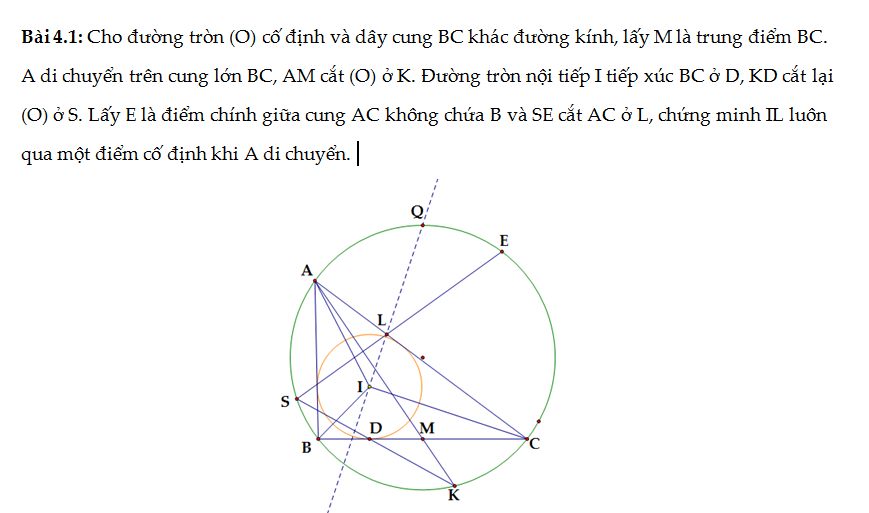 Bài 4.1: Cho đường tròn (O) cố định và dây cung BC khác đường kính, lấy M là trung điểm BC.
A di chuyển trên cung lớn BC, AM cắt (O) ở K. Đường tròn nội tiếp I tiếp xúc BC ở D, KD cắt lại
(O) ở S. Lấy E là điểm chính giữa cung AC không chứa B và SE cắt AC ở L, chứng minh IL luôn
qua một điểm cố định khi A di chuyển.
Q
E
A
L
I
S
D
M
B
C
K